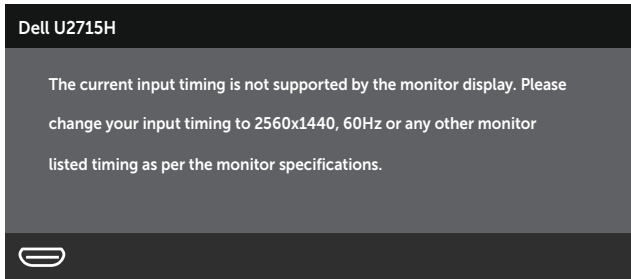 Dell U2715H
The current input timing is not supported by the monitor display. Please
change your input timing to 2560x1440, 60Hz or any other monitor
listed timing as per the monitor specifications.